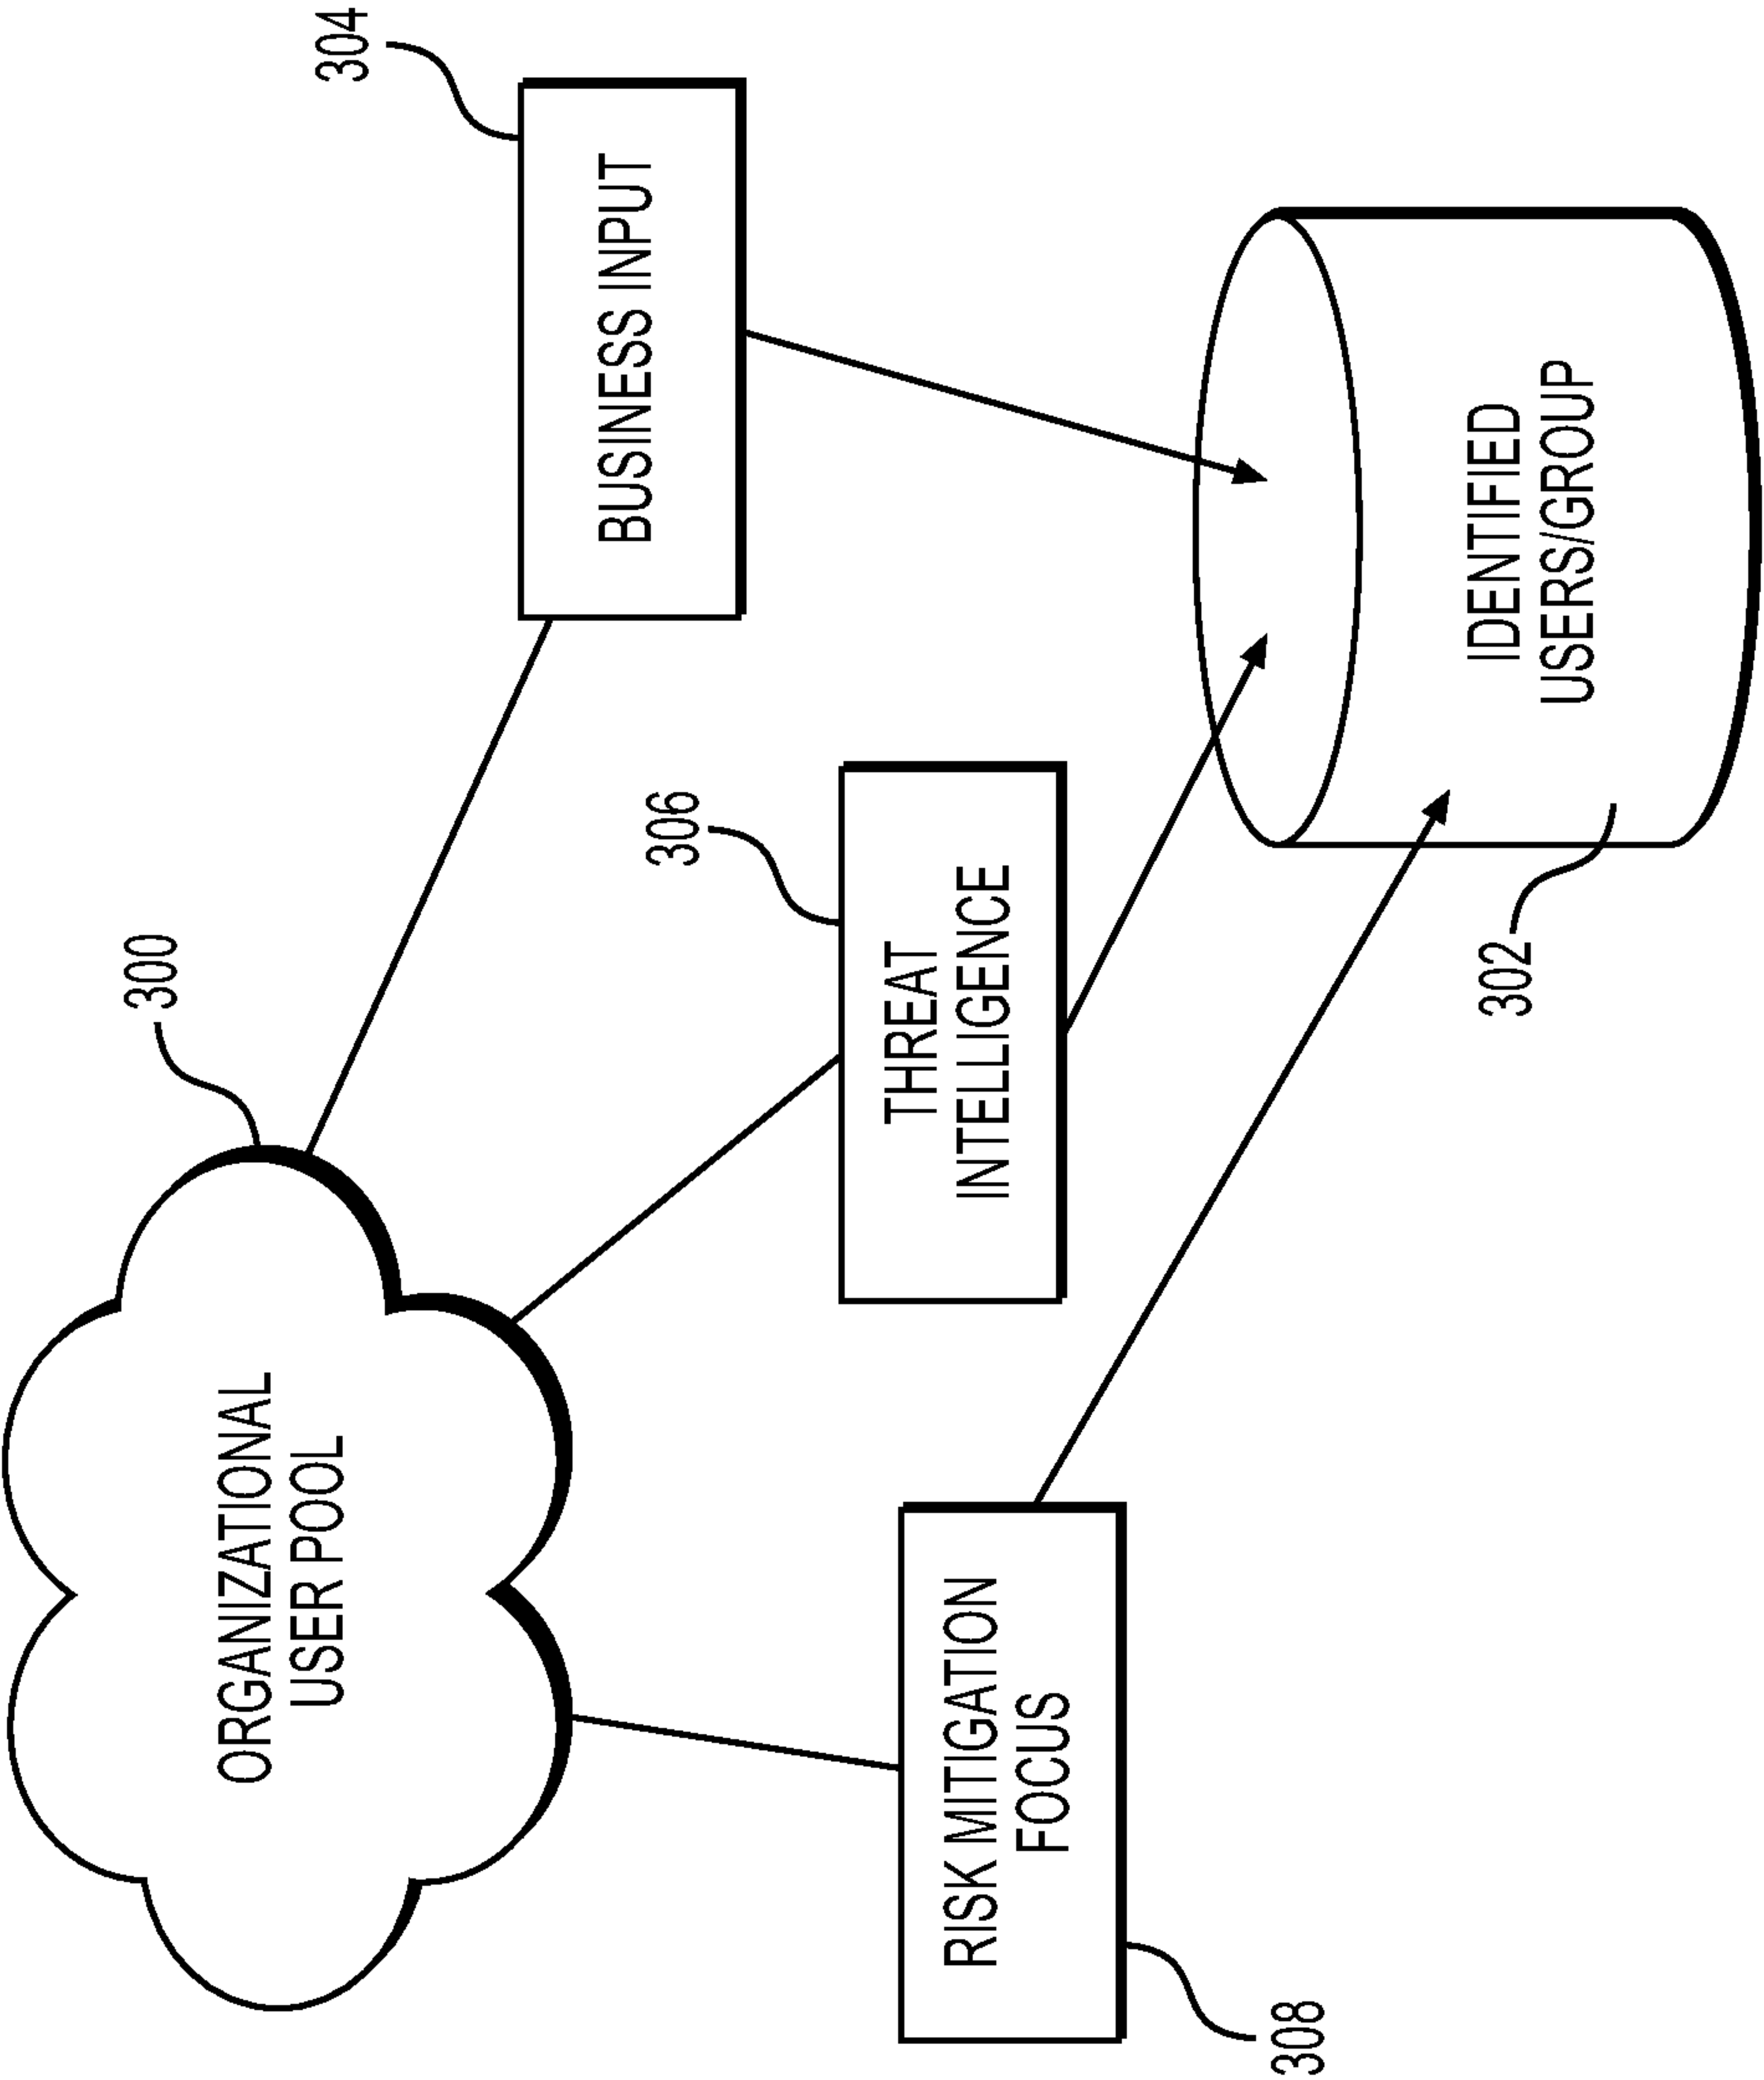 300
ORGANIZATIONAL
USER POOL
304
BUSINESS INPUT
306
THREAT
INTELLIGENCE
RISK MITIGATION
FOCUS
308
302
IDENTIFIED
USERS/GROUP